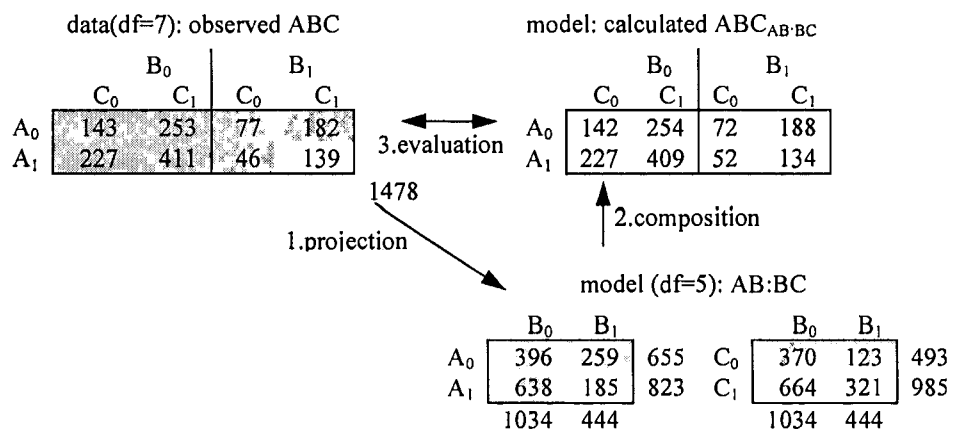 data(df=7): observed ABC
model: calculated ABC_AB·BC
B₀ B₁
C₀ C₁ C₀ C₁
A₀ 143 253 77 182
A₁ 227 411 46 139
3.evaluation
B₀ B₁
C₀ C₁ C₀ C₁
A₀ 142 254 72 188
A₁ 227 409 52 134
1478
1.projection
2.composition
model (df=5): AB:BC
B₀ B₁
A₀ 396 259 655
A₁ 638 185 823
1034 444
B₀ B₁
C₀ 370 123 493
C₁ 664 321 985
1034 444